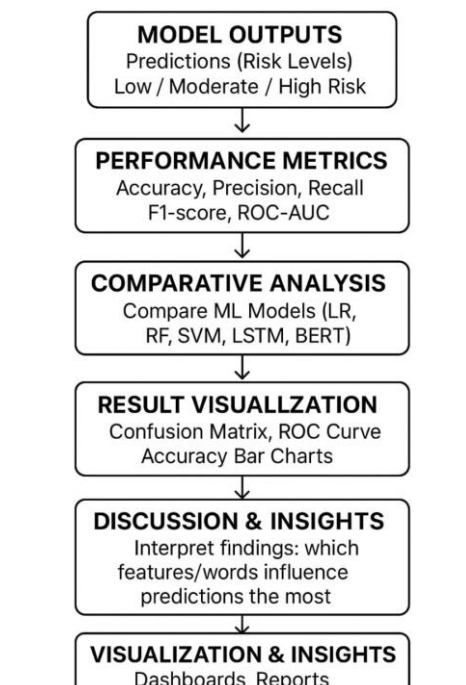 MODEL OUTPUTS
Predictions (Risk Levels)
Low / Moderate / High Risk
PERFORMANCE METRICS
Accuracy, Precision, Recall
F1-score, ROC-AUC
COMPARATIVE ANALYSIS
Compare ML Models (LR,
RF, SVM, LSTM, BERT)
RESULT VISUALLZATION
Confusion Matrix, ROC Curve
Accuracy Bar Charts
DISCUSSION & INSIGHTS
Interpret findings: which
features/words influence
predictions the most
VISUALIZATION & INSIGHTS
Dashboards, Reports